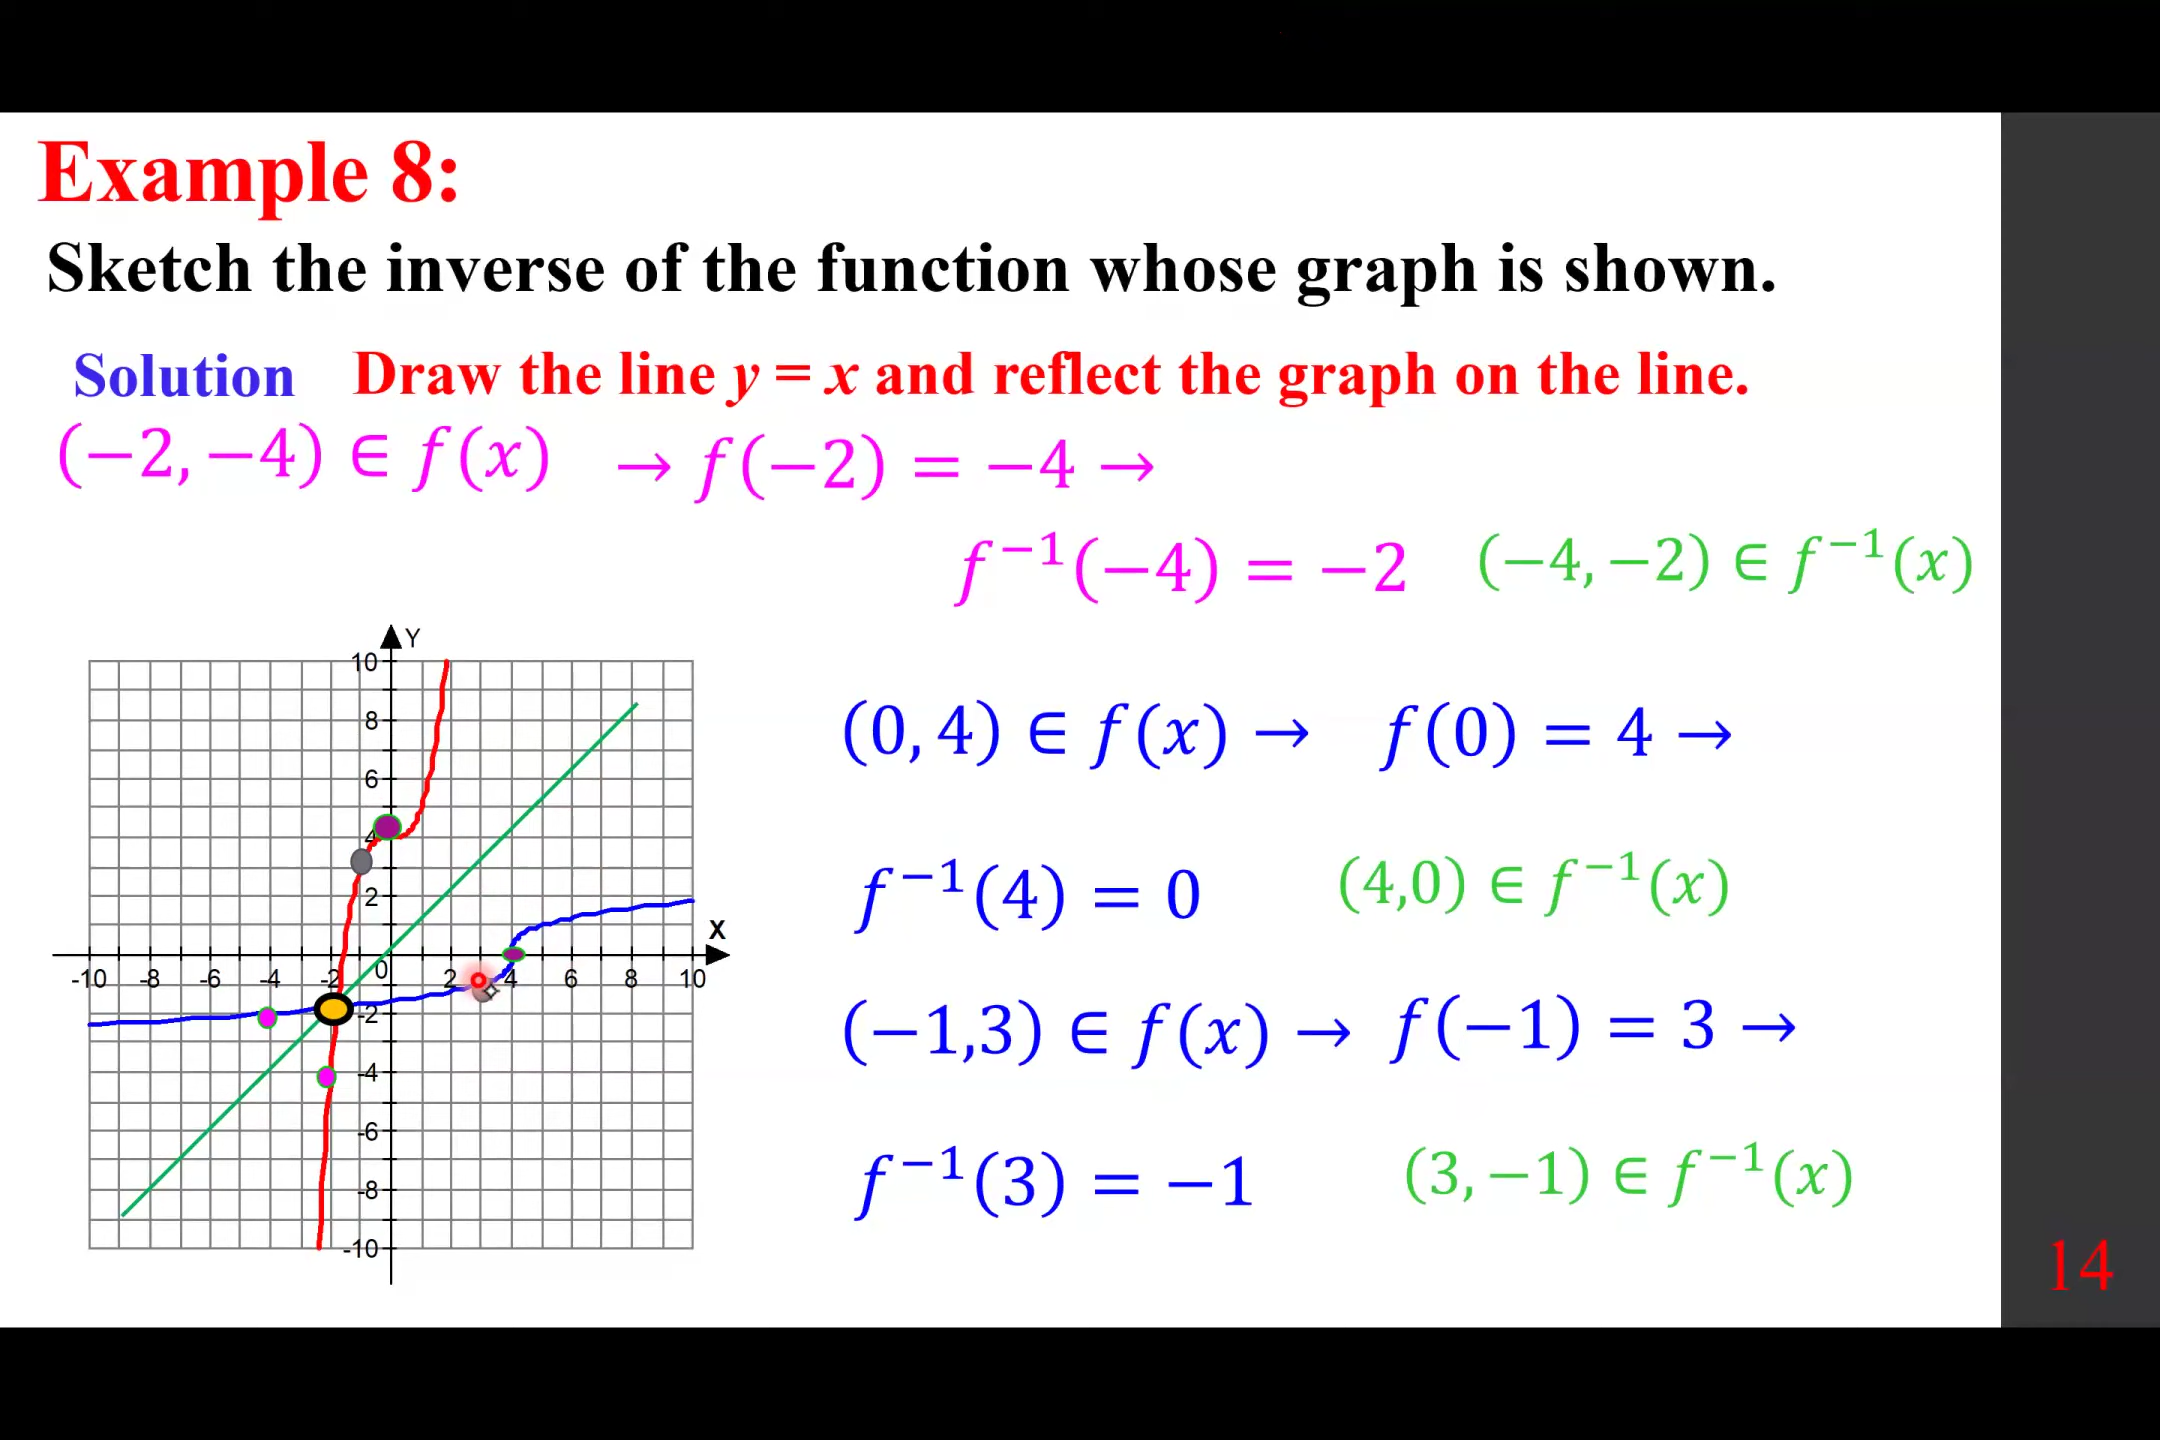 Example 8:
Sketch the inverse of the function whose graph is shown.
Solution Draw the line y = x and reflect the graph on the line.
(−2, −4) ∈ f(x) → f(−2) = −4 →
f⁻¹(−4) = −2 (−4, −2) ∈ f⁻¹(x)
(0, 4) ∈ f(x) → f(0) = 4 →
f⁻¹(4) = 0 (4,0) ∈ f⁻¹(x)
(−1,3) ∈ f(x) → f(−1) = 3 →
f⁻¹(3) = −1 (3, −1) ∈ f⁻¹(x)
Y
10
8
6
4
2
X
-10 -8 -6 -4 -2 0 2 4 6 8 10
-2
-4
-6
-8
-10
14